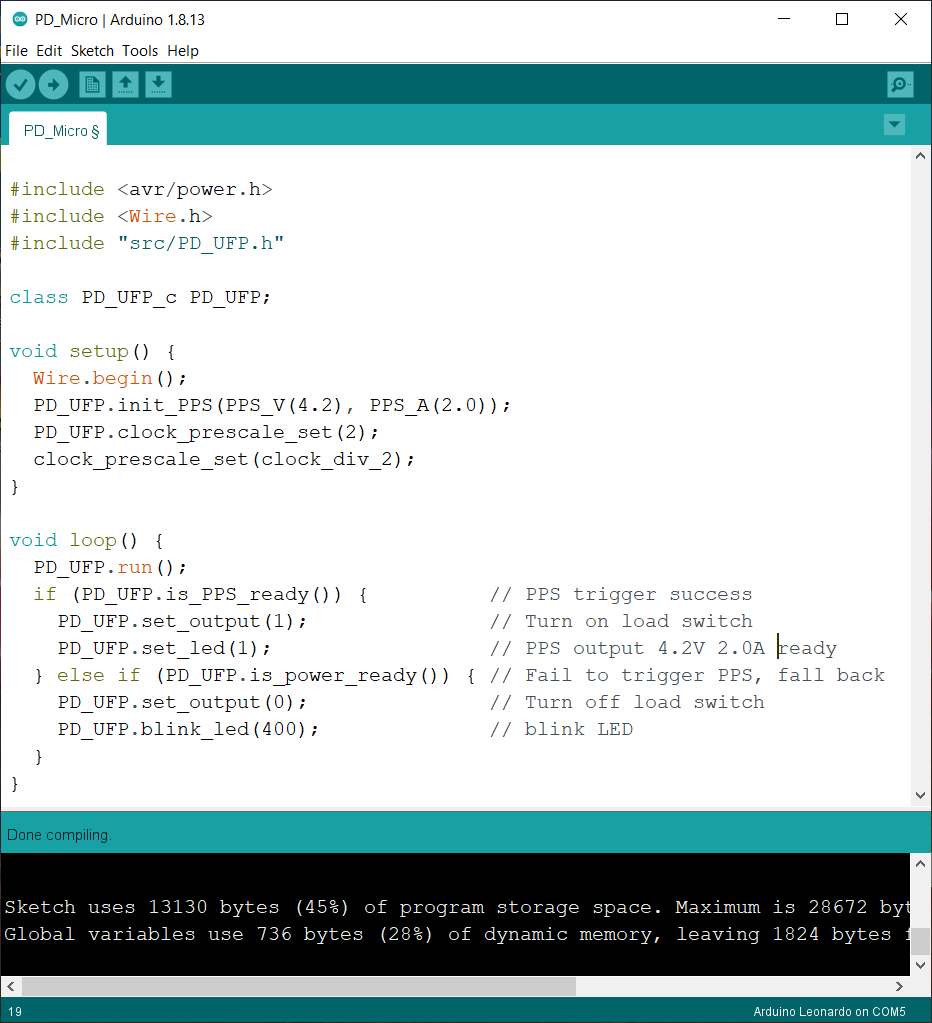 PD_Micro | Arduino 1.8.13
File Edit Sketch Tools Help
PD_Micro §
#include <avr/power.h>
#include <Wire.h>
#include "src/PD_UFP.h"
class PD_UFP_c PD_UFP;
void setup() {
  Wire.begin();
  PD_UFP.init_PPS(PPS_V(4.2), PPS_A(2.0));
  PD_UFP.clock_prescale_set(2);
  clock_prescale_set(clock_div_2);
}
void loop() {
  PD_UFP.run();
  if (PD_UFP.is_PPS_ready()) {          // PPS trigger success
    PD_UFP.set_output(1);               // Turn on load switch
    PD_UFP.set_led(1);                  // PPS output 4.2V 2.0A ready
  } else if (PD_UFP.is_power_ready()) { // Fail to trigger PPS, fall back
    PD_UFP.set_output(0);               // Turn off load switch
    PD_UFP.blink_led(400);              // blink LED
  }
}
Done compiling.
Sketch uses 13130 bytes (45%) of program storage space. Maximum is 28672
Global variables use 736 bytes (28%) of dynamic memory, leaving 1824 bytes
19
Arduino Leonardo on COM5